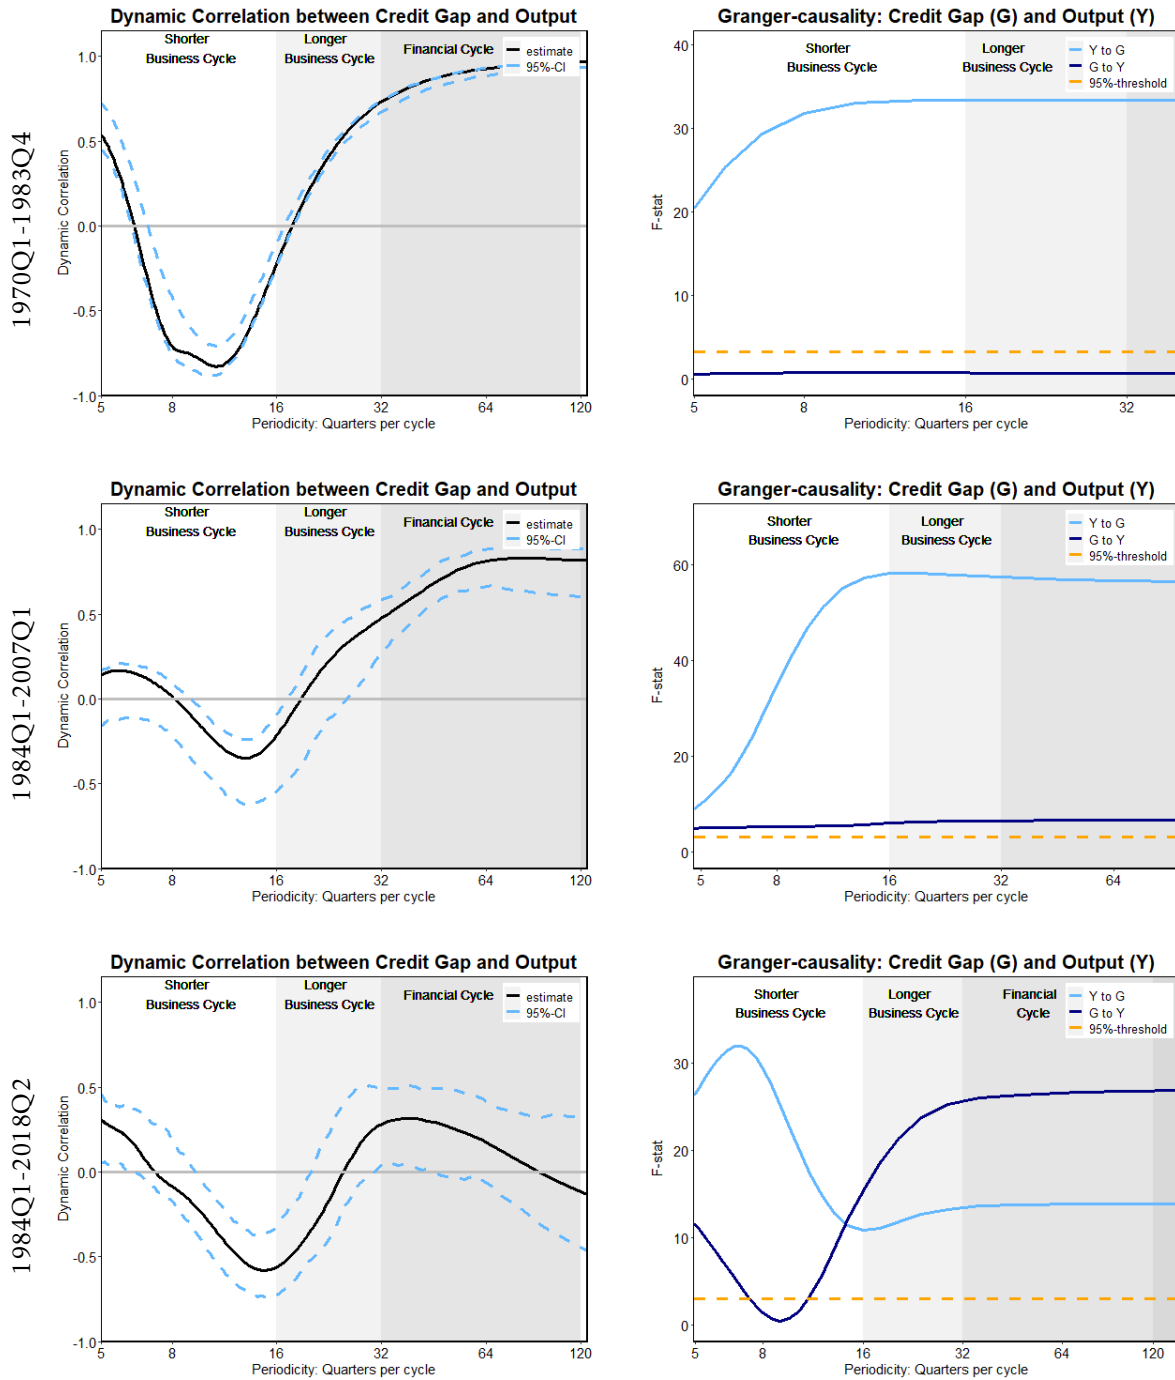 Dynamic Correlation between Credit Gap and Output
Shorter
Business Cycle
Longer
Business Cycle
Financial Cycle
estimate
95%-CI
1.0
0.5
0.0
-0.5
-1.0
Dynamic Correlation
5 8 16 32 64 120
Periodicity: Quarters per cycle
1970Q1-1983Q4
Granger-causality: Credit Gap (G) and Output (Y)
Shorter
Business Cycle
Longer
Business Cycle
Y to G
G to Y
95%-threshold
40
30
20
10
0
F-stat
5 8 16 32
Periodicity: Quarters per cycle
Dynamic Correlation between Credit Gap and Output
Shorter
Business Cycle
Longer
Business Cycle
Financial Cycle
estimate
95%-CI
1.0
0.5
0.0
-0.5
-1.0
Dynamic Correlation
5 8 16 32 64 120
Periodicity: Quarters per cycle
1984Q1-2007Q1
Granger-causality: Credit Gap (G) and Output (Y)
Shorter
Business Cycle
Longer
Business Cycle
Y to G
G to Y
95%-threshold
60
40
20
0
F-stat
5 8 16 32 64
Periodicity: Quarters per cycle
Dynamic Correlation between Credit Gap and Output
Shorter
Business Cycle
Longer
Business Cycle
Financial Cycle
estimate
95%-CI
1.0
0.5
0.0
-0.5
-1.0
Dynamic Correlation
5 8 16 32 64 120
Periodicity: Quarters per cycle
1984Q1-2018Q2
Granger-causality: Credit Gap (G) and Output (Y)
Shorter
Business Cycle
Longer
Business Cycle
Financial
Cycle
Y to G
G to Y
95%-threshold
30
20
10
0
F-stat
5 8 16 32 64 120
Periodicity: Quarters per cycle